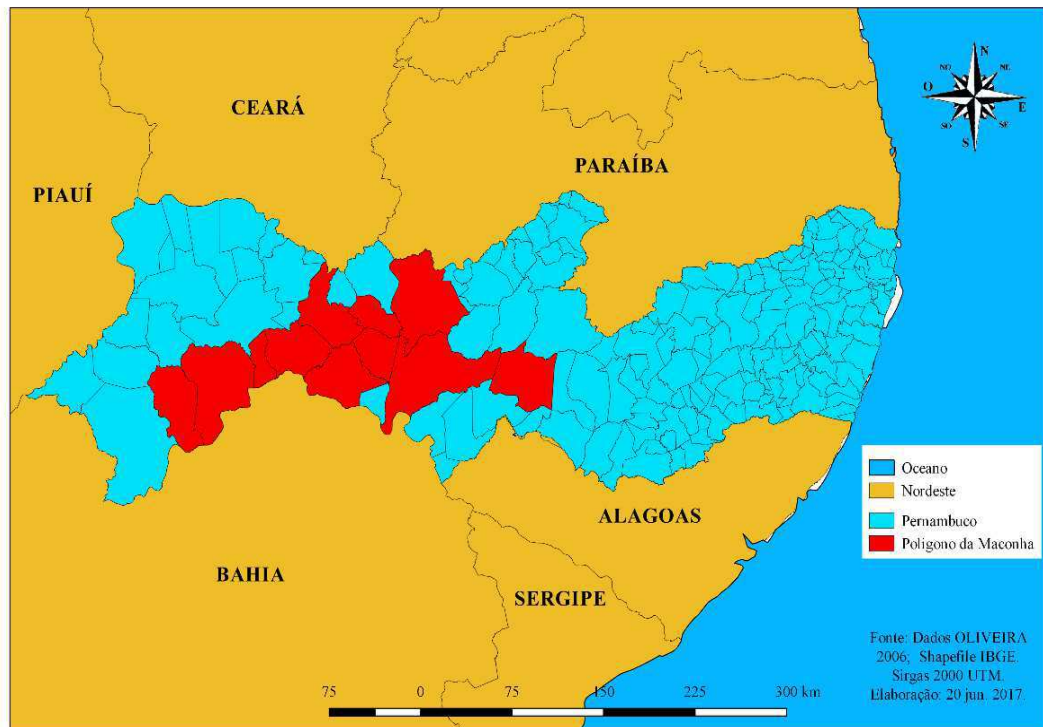 N
NO
NE
O
E
SO
SE
S
CEARÁ
PARAÍBA
PIAUÍ
Oceano
Nordeste
Pernambuco
Poligono da Maconha
ALAGOAS
BAHIA
SERGIPE
Fonte: Dados OLIVEIRA
2006; Shapefile IBGE.
Sirgas 2000 UTM.
Elaboração: 20 jun. 2017.
75 0 75 150 225 300 km